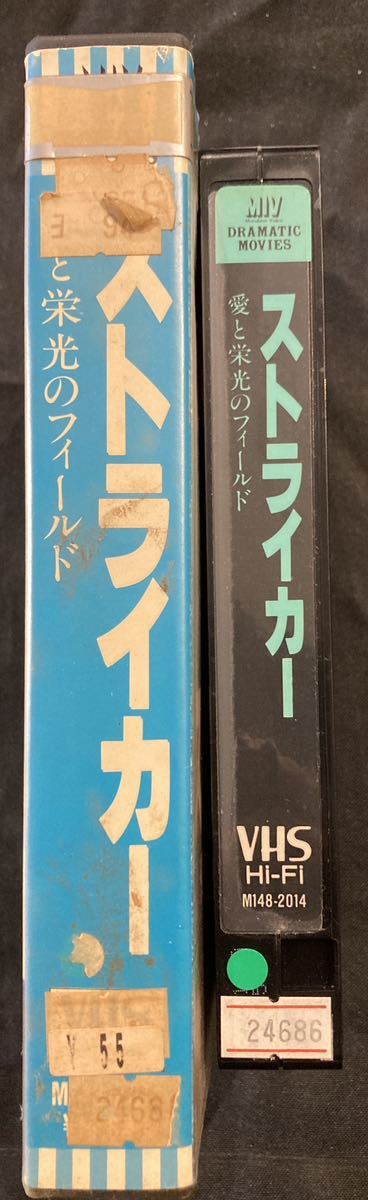 ストライカー
と栄光のフィールド
VHS
¥ 55
24686
MIV
DRAMATIC
MOVIES
ストライカー
愛と栄光のフィールド
VHS
Hi-Fi
M148-2014
24686